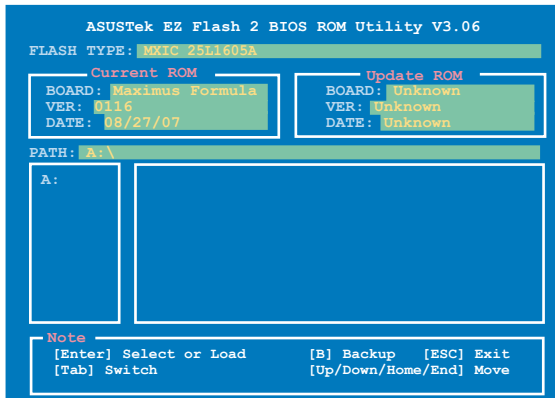 ASUSTek EZ Flash 2 BIOS ROM Utility V3.06
FLASH TYPE: MXIC 25L1605A
Current ROM
BOARD: Maximus Formula
VER: 0116
DATE: 08/27/07
Update ROM
BOARD: Unknown
VER: Unknown
DATE: Unknown
PATH: A:\
A:
Note
[Enter] Select or Load [B] Backup [ESC] Exit
[Tab] Switch [Up/Down/Home/End] Move